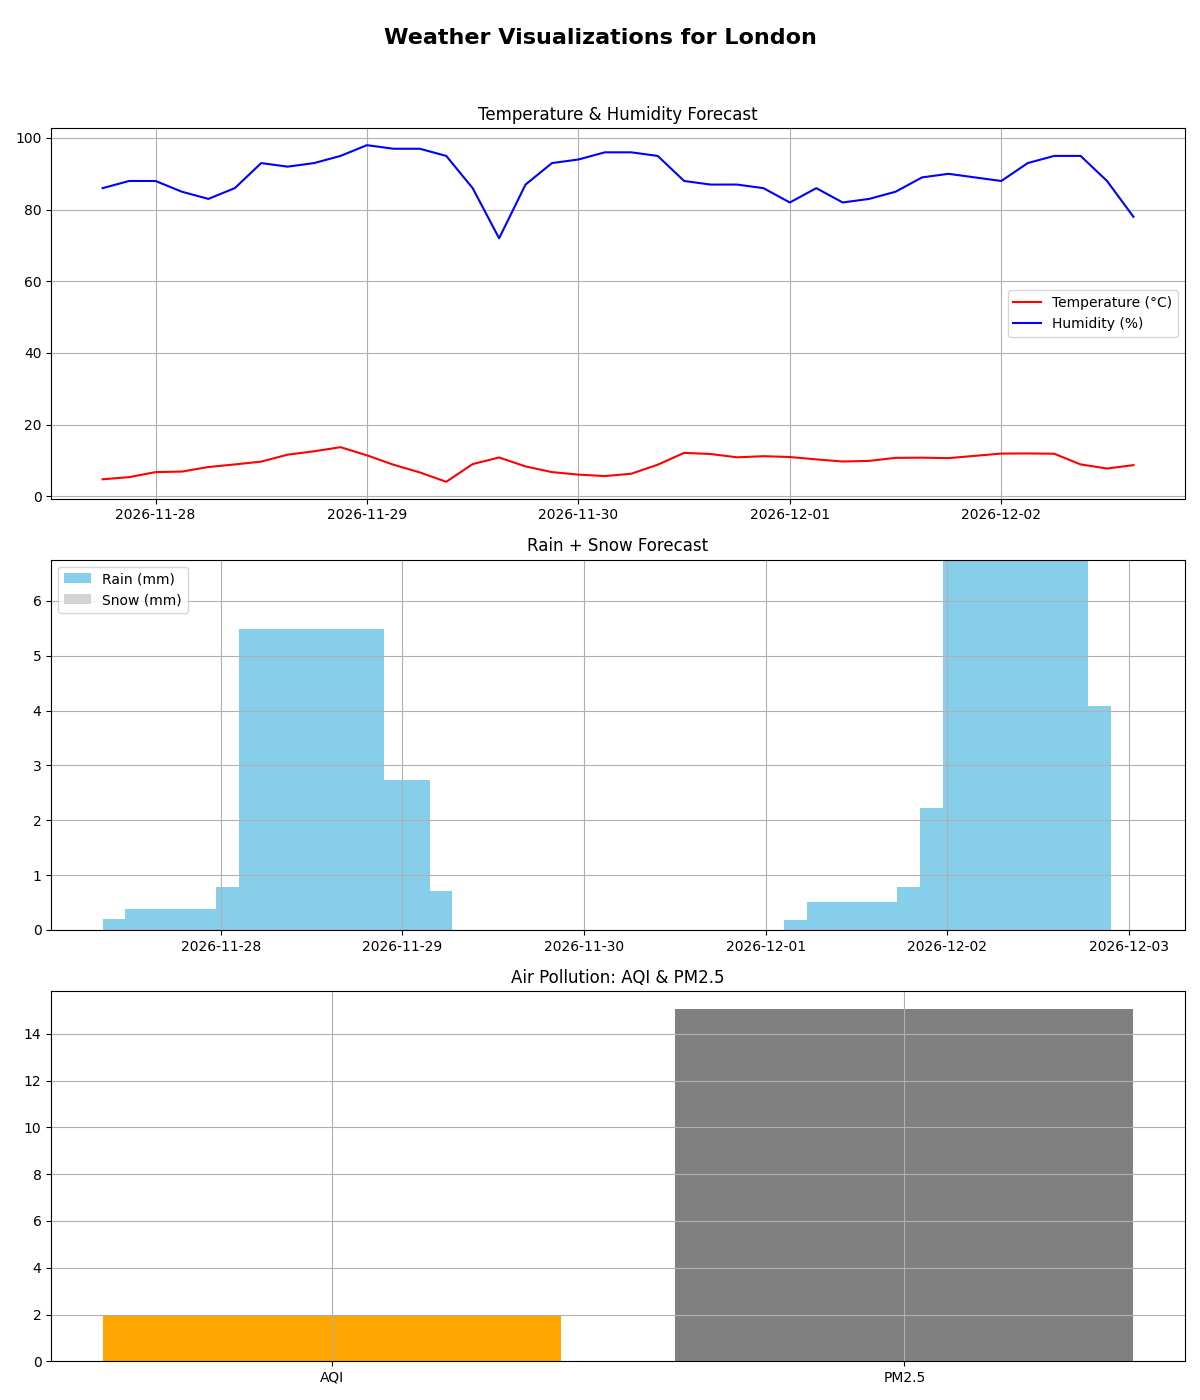 Weather Visualizations for London
Temperature & Humidity Forecast
100
80
60
40
20
0
Temperature (°C)
Humidity (%)
2026-11-28 2026-11-29 2026-11-30 2026-12-01 2026-12-02
Rain + Snow Forecast
Rain (mm)
Snow (mm)
6
5
4
3
2
1
0
2026-11-28 2026-11-29 2026-11-30 2026-12-01 2026-12-02 2026-12-03
Air Pollution: AQI & PM2.5
14
12
10
8
6
4
2
0
AQI PM2.5